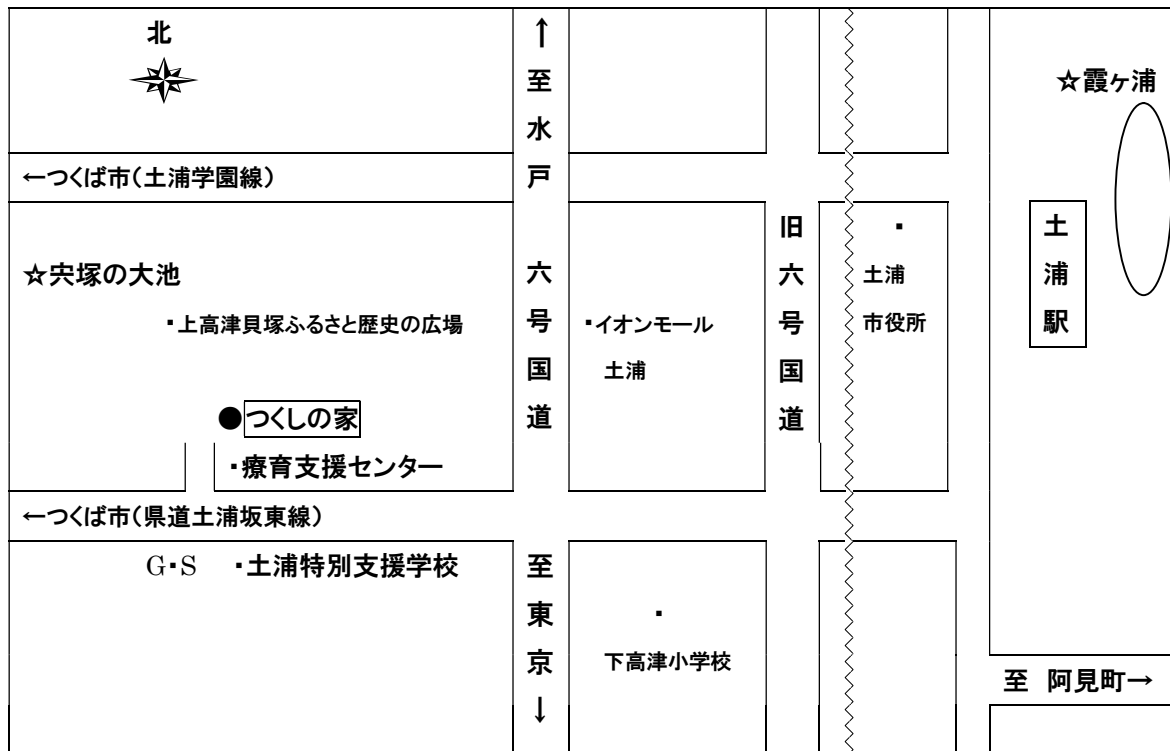 北
↑至水戸
☆霞ヶ浦
←つくば市(土浦学園線)
☆宍塚の大池
・上高津貝塚ふるさと歴史の広場
●つくしの家
・療育支援センター
六号国道
・イオンモール
土浦
旧六号国道
・
土浦
市役所
土浦駅
←つくば市(県道土浦坂東線)
G・S ・土浦特別支援学校
至東京↓
・
下高津小学校
至 阿見町→